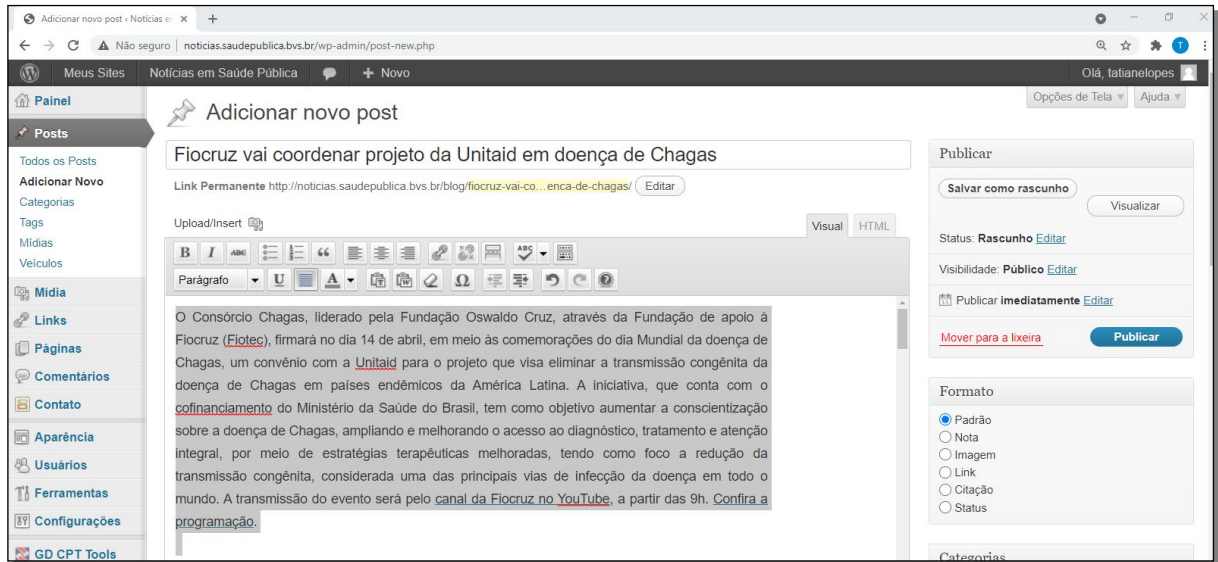 Adicionar novo post ‹ Notícias e
Não seguro | noticias.saudepublica.bvs.br/wp-admin/post-new.php
T
Meus Sites Notícias em Saúde Pública + Novo Olá, tatianelopes
Opções de Tela Ajuda
Painel
Posts
Todos os Posts
Adicionar Novo
Categorias
Tags
Mídias
Veículos
Mídia
Links
Páginas
Comentários
Contato
Aparência
Usuários
Ferramentas
Configurações
GD CPT Tools
Adicionar novo post
Fiocruz vai coordenar projeto da Unitaid em doença de Chagas
Link Permanente http://noticias.saudepublica.bvs.br/blog/fiocruz-vai-co…enca-de-chagas/ Editar
Upload/Insert Visual HTML
B I ABC “ ABC
Parágrafo U A T W Ω ?
O Consórcio Chagas, liderado pela Fundação Oswaldo Cruz, através da Fundação de apoio à
Fiocruz (Fiotec), firmará no dia 14 de abril, em meio às comemorações do dia Mundial da doença de
Chagas, um convênio com a Unitaid para o projeto que visa eliminar a transmissão congênita da
doença de Chagas em países endêmicos da América Latina. A iniciativa, que conta com o
cofinanciamento do Ministério da Saúde do Brasil, tem como objetivo aumentar a conscientização
sobre a doença de Chagas, ampliando e melhorando o acesso ao diagnóstico, tratamento e atenção
integral, por meio de estratégias terapêuticas melhoradas, tendo como foco a redução da
transmissão congênita, considerada uma das principais vias de infecção da doença em todo o
mundo. A transmissão do evento será pelo canal da Fiocruz no YouTube, a partir das 9h. Confira a
programação.
Publicar
Salvar como rascunho
Visualizar
Status: Rascunho Editar
Visibilidade: Público Editar
Publicar imediatamente Editar
Mover para a lixeira Publicar
Formato
Padrão
Nota
Imagem
Link
Citação
Status
Categorias